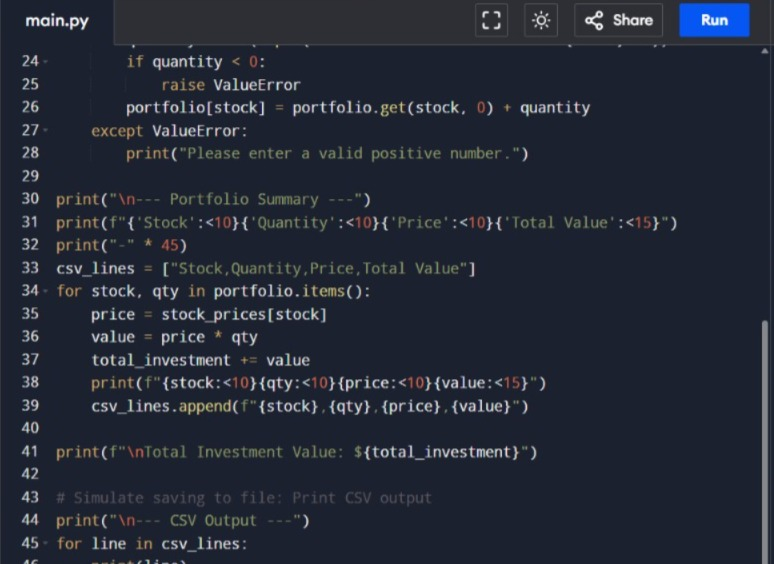 main.py
Share
Run
24 if quantity < 0:
25 raise ValueError
26 portfolio[stock] = portfolio.get(stock, 0) + quantity
27 except ValueError:
28 print("Please enter a valid positive number.")
29
30 print("\n--- Portfolio Summary ---")
31 print(f"{'Stock':<10}{'Quantity':<10}{'Price':<10}{'Total Value':<15}")
32 print("-" * 45)
33 csv_lines = ["Stock,Quantity,Price,Total Value"]
34 for stock, qty in portfolio.items():
35 price = stock_prices[stock]
36 value = price * qty
37 total_investment += value
38 print(f"{stock:<10}{qty:<10}{price:<10}{value:<15}")
39 csv_lines.append(f"{stock},{qty},{price},{value}")
40
41 print(f"\nTotal Investment Value: ${total_investment}")
42
43 # Simulate saving to file: Print CSV output
44 print("\n--- CSV Output ---")
45 for line in csv_lines: